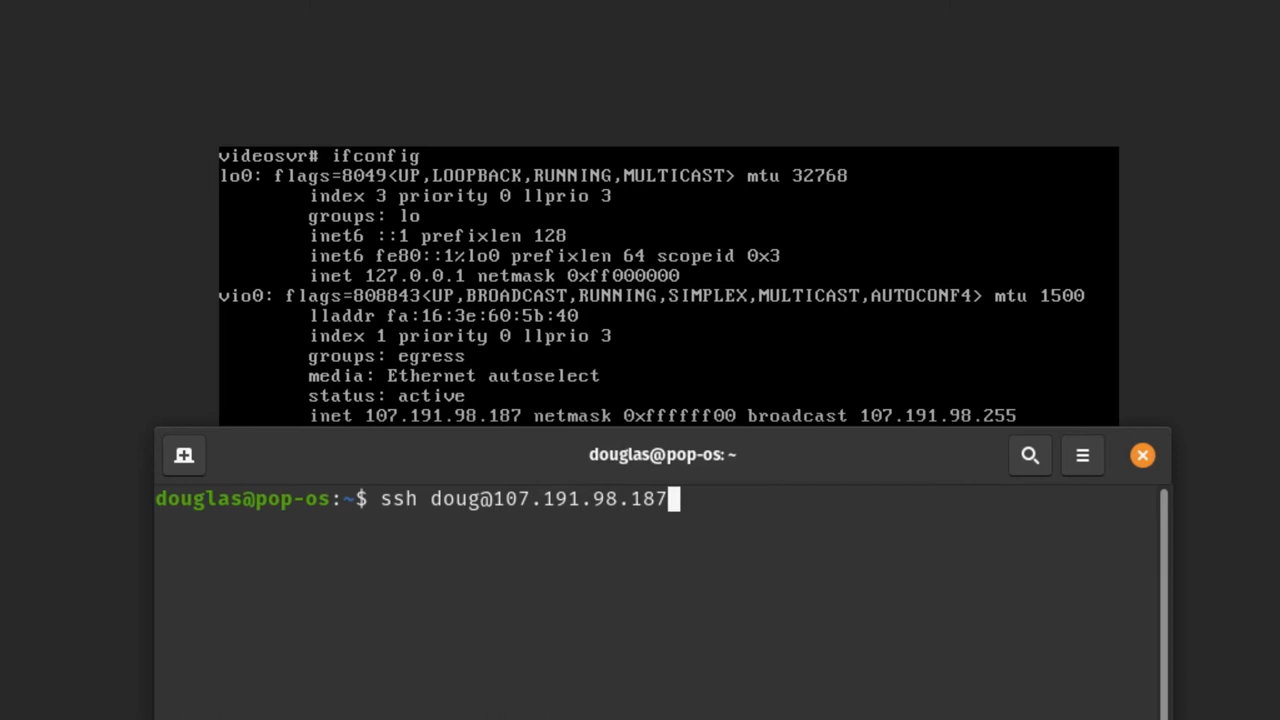 videosvr# ifconfig
lo0: flags=8049<UP,LOOPBACK,RUNNING,MULTICAST> mtu 32768
index 3 priority 0 llprio 3
groups: lo
inet6 ::1 prefixlen 128
inet6 fe80::1%lo0 prefixlen 64 scopeid 0x3
inet 127.0.0.1 netmask 0xff000000
vio0: flags=808843<UP,BROADCAST,RUNNING,SIMPLEX,MULTICAST,AUTOCONF4> mtu 1500
lladdr fa:16:3e:60:5b:40
index 1 priority 0 llprio 3
groups: egress
media: Ethernet autoselect
status: active
inet 107.191.98.187 netmask 0xffffff00 broadcast 107.191.98.255
douglas@pop-os: ~
douglas@pop-os:~$ ssh doug@107.191.98.187